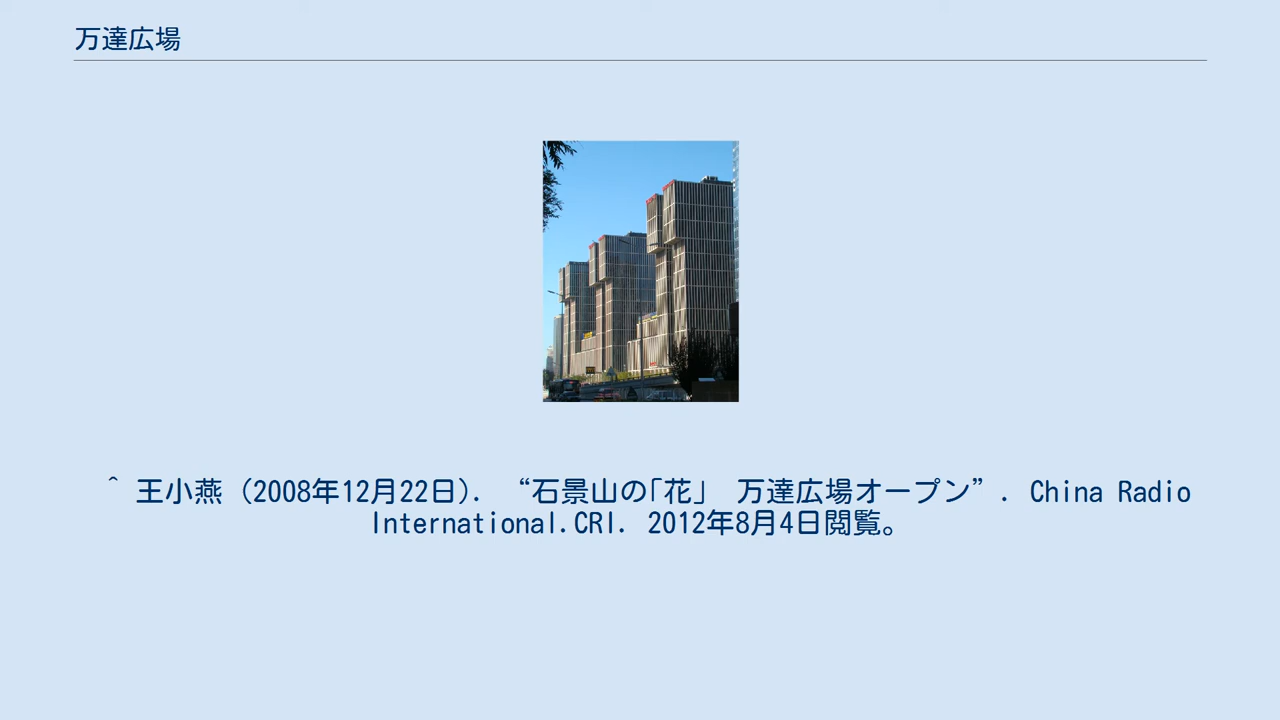 万達広場
^ 王小燕 (2008年12月22日). “石景山の「花」 万達広場オープン”. China Radio
International.CRI. 2012年8月4日閲覧。